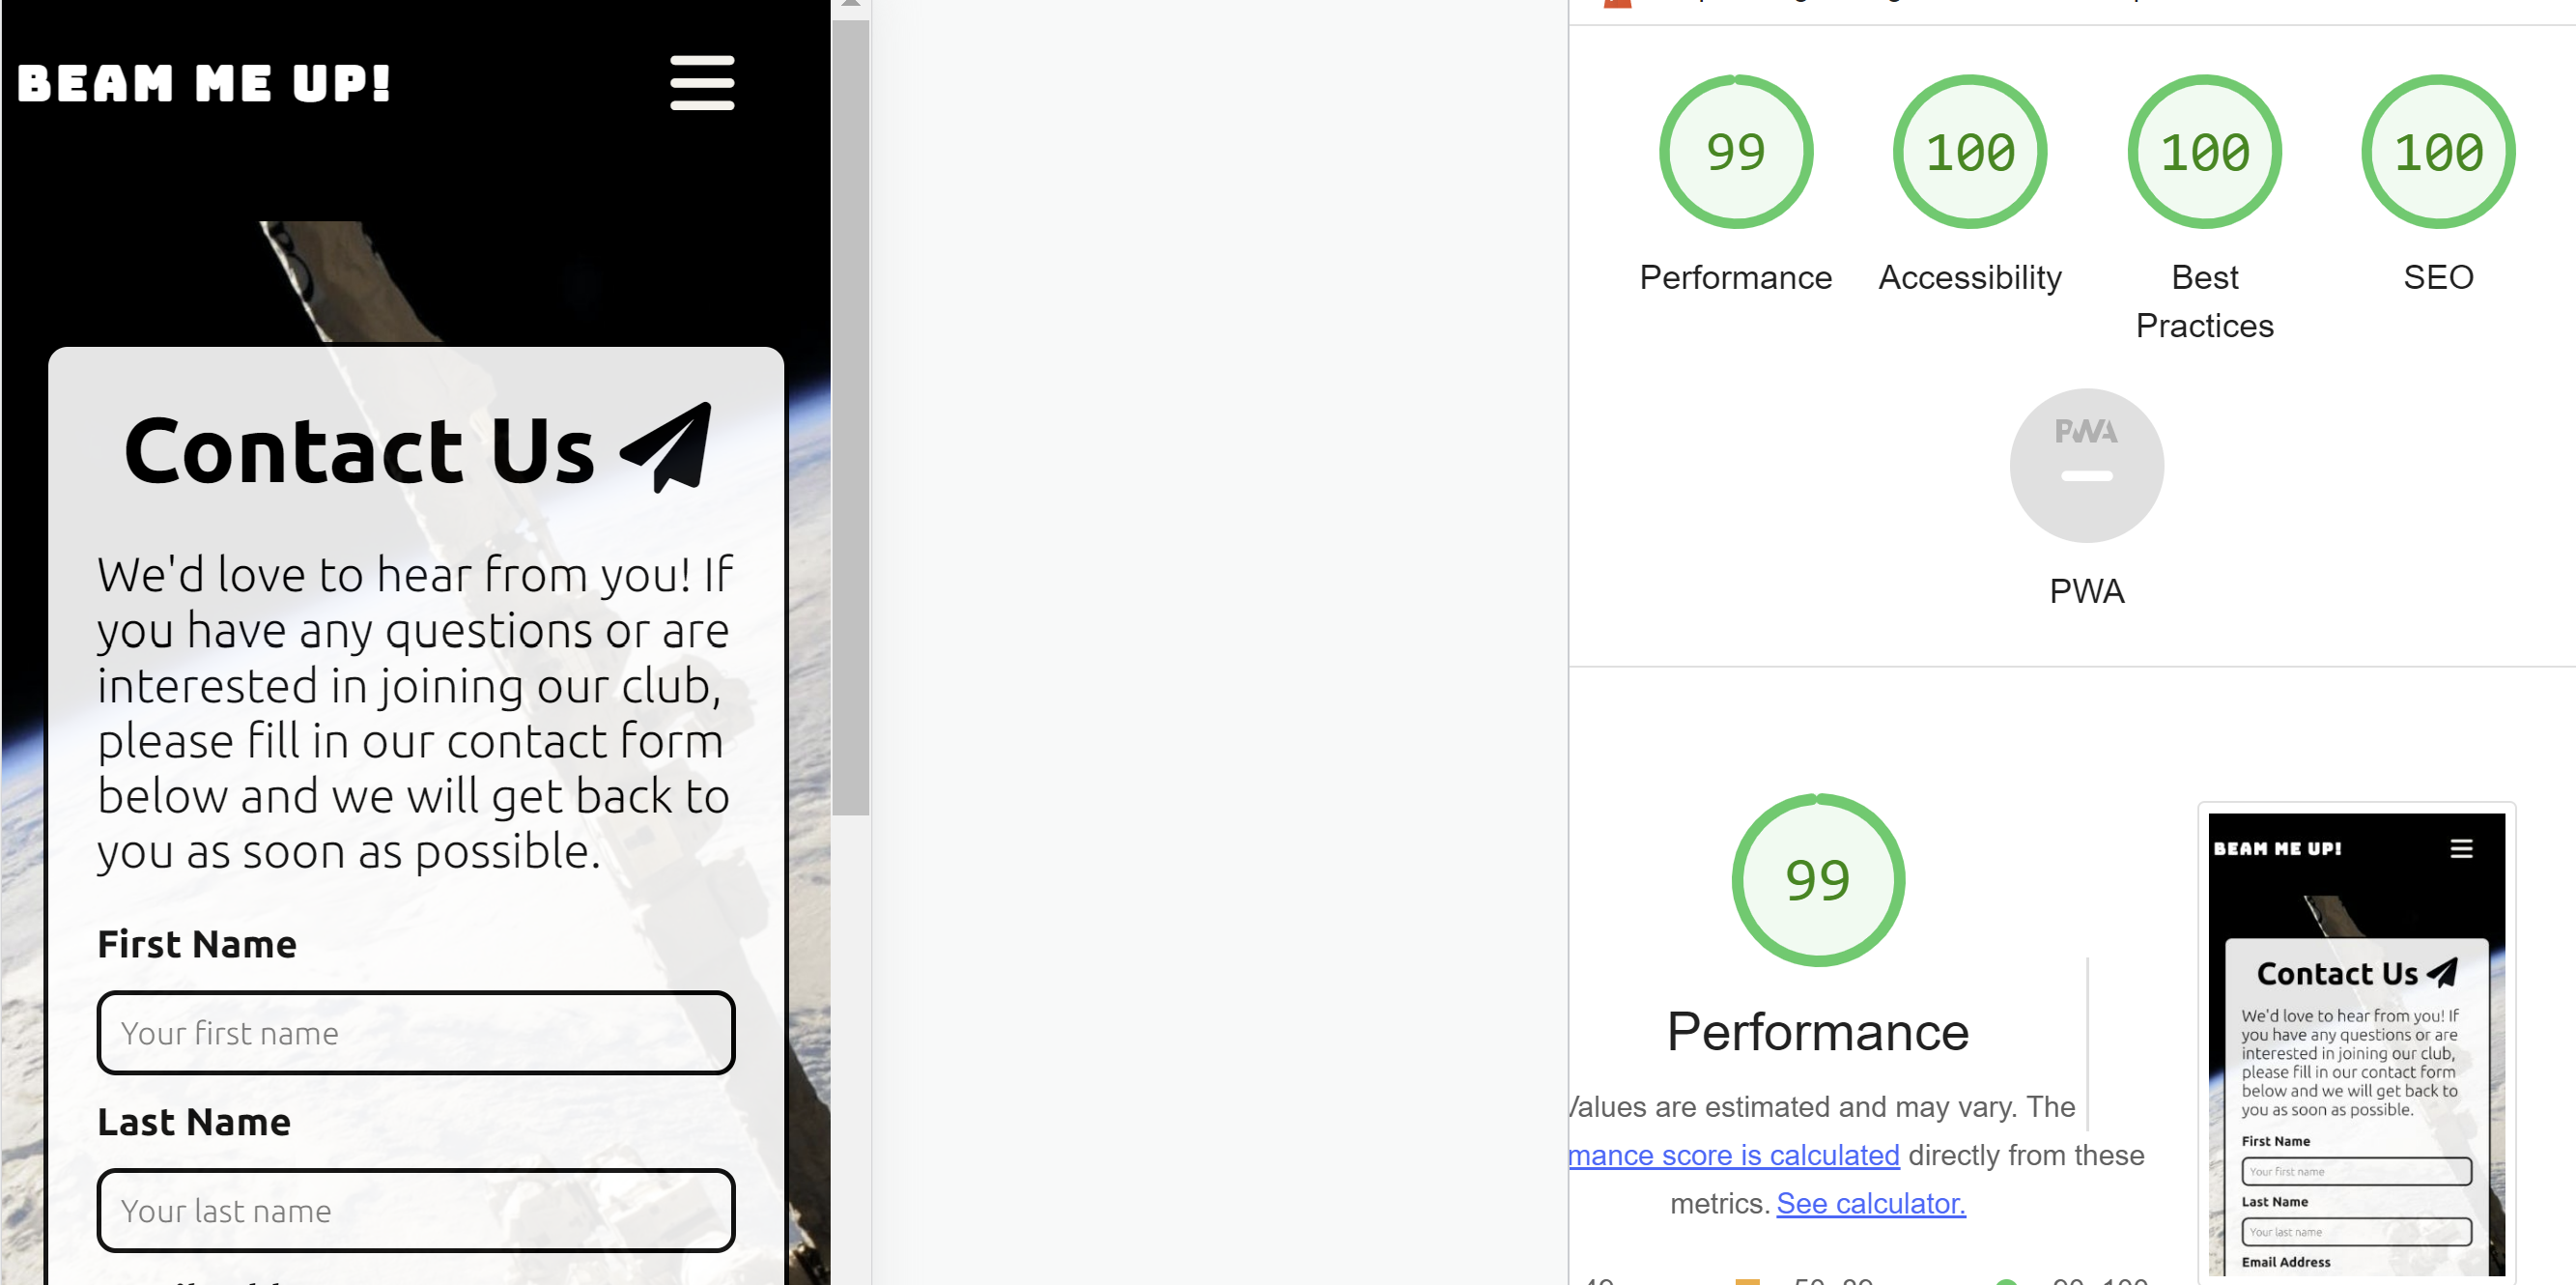 BEAM ME UP!
Contact Us
We'd love to hear from you! If
you have any questions or are
interested in joining our club,
please fill in our contact form
below and we will get back to
you as soon as possible.
First Name
Your first name
Last Name
Your last name
99
100
100
100
Performance
Accessibility
Best
Practices
SEO
PWA
PWA
99
Performance
Values are estimated and may vary. The
mance score is calculated directly from these
metrics. See calculator.
BEAM ME UP!
Contact Us
We'd love to hear from you! If
you have any questions or are
interested in joining our club,
please fill in our contact form
below and we will get back to
you as soon as possible.
First Name
Your first name
Last Name
Your last name
Email Address